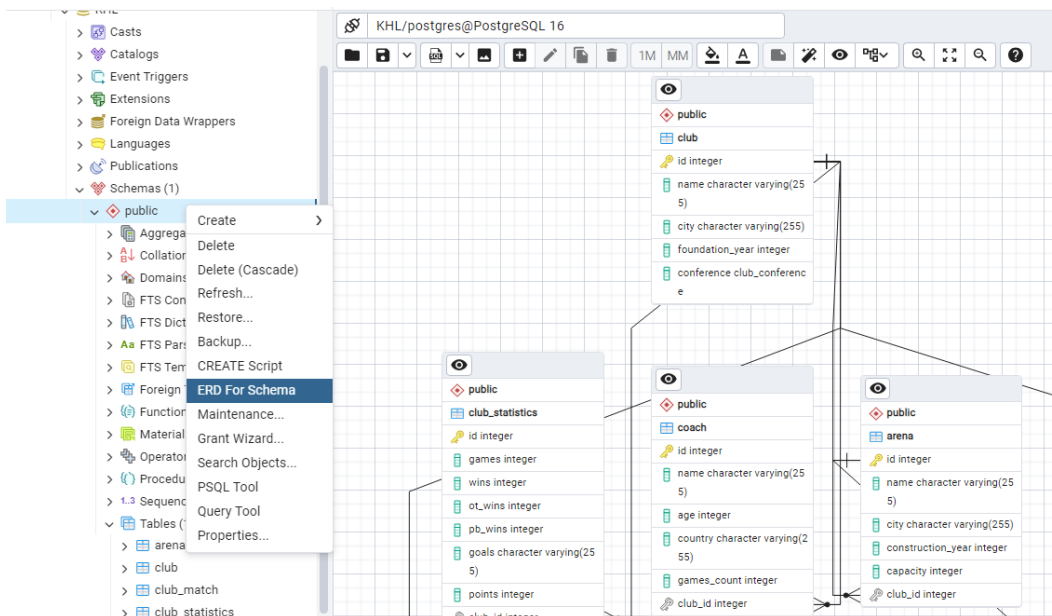 KHL
Casts
Catalogs
Event Triggers
Extensions
Foreign Data Wrappers
Languages
Publications
Schemas (1)
public
Aggrega
Collation
Domains
FTS Con
FTS Dict
Aa FTS Par
FTS Tem
Foreign
Function
Material
Operator
Procedu
1..3 Sequenc
Tables (
arena
club
club_match
club_statistics
Create
Delete
Delete (Cascade)
Refresh...
Restore...
Backup...
CREATE Script
ERD For Schema
Maintenance...
Grant Wizard...
Search Objects...
PSQL Tool
Query Tool
Properties...
KHL/postgres@PostgreSQL 16
SQL 1M MM A
public
club
id integer
name character varying(25
5)
city character varying(255)
foundation_year integer
conference club_conferenc
e
public
club_statistics
id integer
games integer
wins integer
ot_wins integer
pb_wins integer
goals character varying(25
5)
points integer
club_id integer
public
coach
id integer
name character varying(25
5)
age integer
country character varying(2
55)
games_count integer
club_id integer
public
arena
id integer
name character varying(25
5)
city character varying(255)
construction_year integer
capacity integer
club_id integer